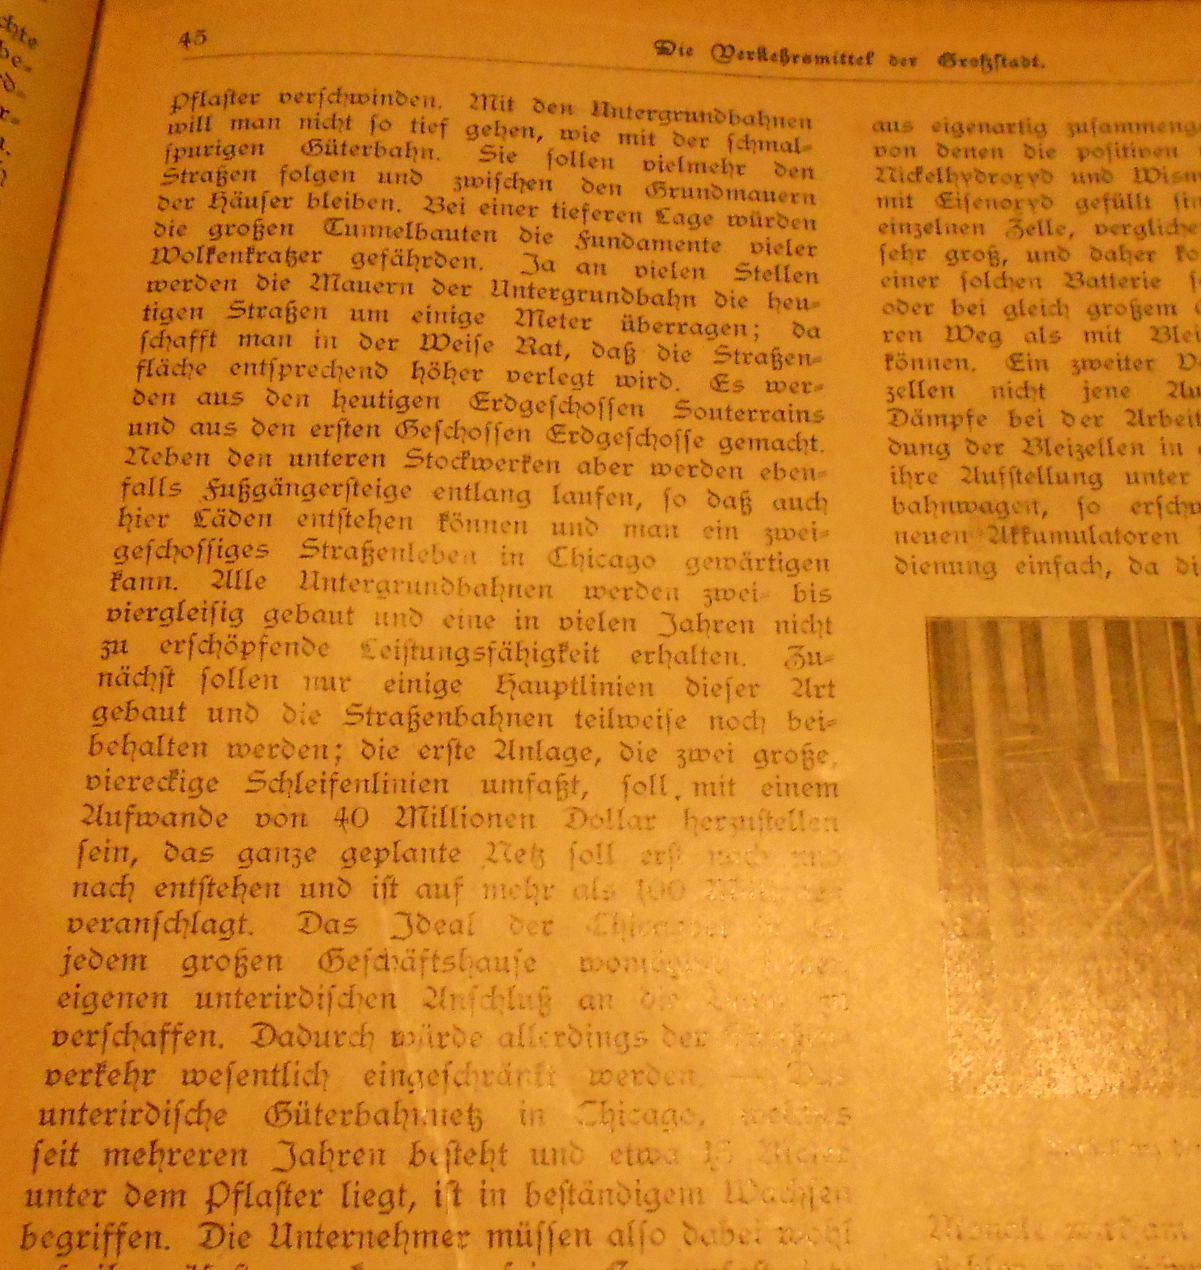 45
Die Verkehrsmittel der Großstadt.
Pflaster verschwinden. Mit den Untergrundbahnen
will man nicht so tief gehen, wie mit der schmal-
spurigen Güterbahn. Sie sollen vielmehr den
Straßen folgen und zwischen den Grundmauern
der Häuser bleiben. Bei einer tieferen Lage würden
die großen Tunnelbauten die Fundamente vieler
Wolkenkratzer gefährden. Ja an vielen Stellen
werden die Mauern der Untergrundbahn die heu-
tigen Straßen um einige Meter überragen; da
schafft man in der Weise Rat, daß die Straßen-
fläche entsprechend höher verlegt wird. Es wer-
den aus den heutigen Erdgeschossen Souterrains
und aus den ersten Geschossen Erdgeschosse gemacht.
Neben den unteren Stockwerken aber werden eben-
falls Fußgängersteige entlang laufen, so daß auch
hier Läden entstehen können und man ein zwei-
geschossiges Straßenleben in Chicago gewärtigen
kann. Alle Untergrundbahnen werden zwei- bis
viergleisig gebaut und eine in vielen Jahren nicht
zu erschöpfende Leistungsfähigkeit erhalten. Zu-
nächst sollen nur einige Hauptlinien dieser Art
gebaut und die Straßenbahnen teilweise noch bei-
behalten werden; die erste Anlage, die zwei große,
viereckige Schleifenlinien umfaßt, soll mit einem
Aufwande von 40 Millionen Dollar herzustellen
sein, das ganze geplante Netz soll erst nach und
nach entstehen und ist auf mehr als 100
veranschlagt. Das Ideal der
jedem großen Geschäftshause
eigenen unterirdischen Anschluß an die
verschaffen. Dadurch würde allerdings der
verkehr wesentlich eingeschränkt werden. — Das
unterirdische Güterbahnnetz in Chicago, welches
seit mehreren Jahren besteht und etwa 15 Meter
unter dem Pflaster liegt, ist in beständigem Wachsen
begriffen. Die Unternehmer müssen also dabei wohl
aus eigenartig
von denen die positiven
Nickelhydroxyd und
mit Eisenoxyd gefüllt
einzelnen Zelle,
sehr groß, und daher
einer solchen Batterie
oder bei gleich großem
ren Weg als mit
können. Ein zweiter
zellen nicht jene
Dämpfe bei der
dung der Bleizellen in
ihre Aufstellung unter
bahnwagen, so
neuen Akkumulatoren
dienung einfach, da